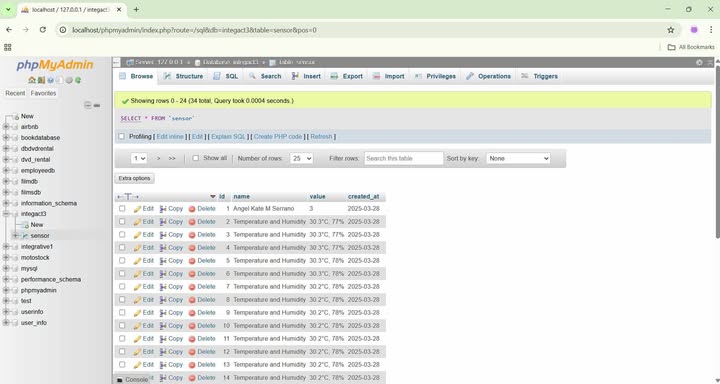 localhost / 127.0.0.1 / integact3
localhost/phpmyadmin/index.php?route=/sql&db=integact3&table=sensor&pos=0
All Bookmarks
phpMyAdmin
Recent Favorites
New
airbnb
bookdatabase
dbdvdrental
dvd_rental
employeedb
filmdb
filmsdb
information_schema
integact3
New
sensor
integrative1
motostock
mysql
performance_schema
phpmyadmin
test
userinfo
user_info
Server: 127.0.0.1 » Database: integact3 » Table: sensor
Browse Structure SQL Search Insert Export Import Privileges Operations Triggers
Showing rows 0 - 24 (34 total, Query took 0.0004 seconds.)
SELECT * FROM `sensor`
Profiling [ Edit inline ] [ Edit ] [ Explain SQL ] [ Create PHP code ] [ Refresh ]
1 > >> Show all Number of rows: 25 Filter rows: Search this table Sort by key: None
Extra options
id name value created_at
Edit Copy Delete 1 Angel Kate M Serrano 3 2025-03-28
Edit Copy Delete 2 Temperature and Humidity 30.3°C, 77% 2025-03-28
Edit Copy Delete 3 Temperature and Humidity 30.3°C, 77% 2025-03-28
Edit Copy Delete 4 Temperature and Humidity 30.3°C, 77% 2025-03-28
Edit Copy Delete 5 Temperature and Humidity 30.3°C, 78% 2025-03-28
Edit Copy Delete 6 Temperature and Humidity 30.3°C, 78% 2025-03-28
Edit Copy Delete 7 Temperature and Humidity 30.2°C, 78% 2025-03-28
Edit Copy Delete 8 Temperature and Humidity 30.2°C, 78% 2025-03-28
Edit Copy Delete 9 Temperature and Humidity 30.2°C, 78% 2025-03-28
Edit Copy Delete 10 Temperature and Humidity 30.2°C, 78% 2025-03-28
Edit Copy Delete 11 Temperature and Humidity 30.2°C, 78% 2025-03-28
Edit Copy Delete 12 Temperature and Humidity 30.2°C, 78% 2025-03-28
Edit Copy Delete 13 Temperature and Humidity 30.2°C, 78% 2025-03-28
Copy Delete 14 Temperature and Humidity 30.2°C, 78% 2025-03-28
Console